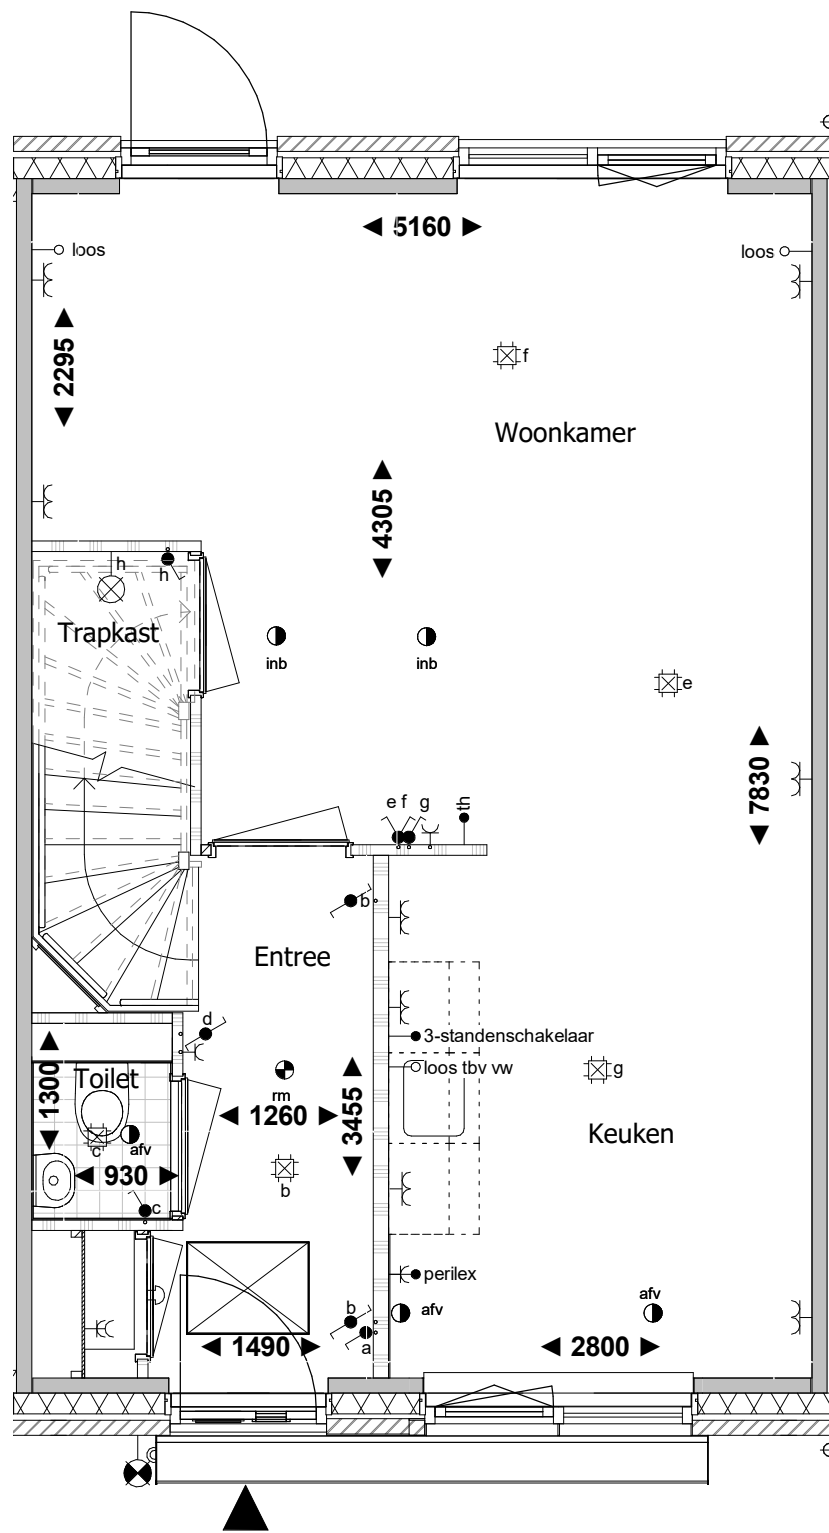 5160
loos
loos
2295
f
Woonkamer
4305
h
h
Trapkast
inb
inb
e
7830
e f g
th
b
Entree
d
3-standenschakelaar
Toilet
loos tbv vw
g
1300
rm
1260
3455
Keuken
c
afv
930
b
c
perilex
afv
b
afv
a
1490
2800